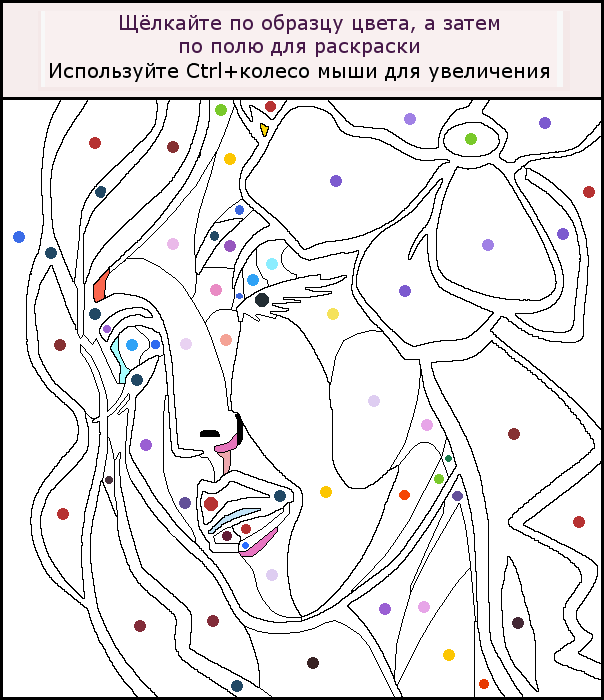 Щёлкайте по образцу цвета, а затем
по полю для раскраски
Используйте Ctrl+колесо мыши для увеличения